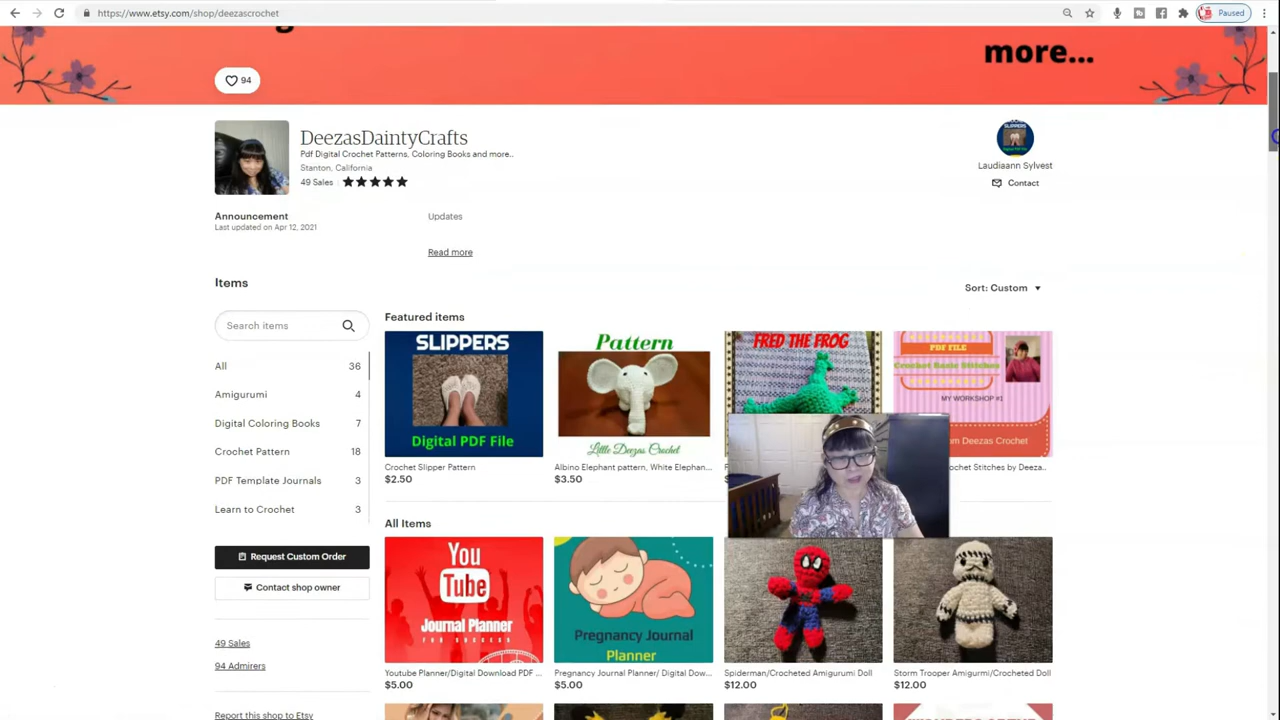 https://www.etsy.com/shop/deezascrochet
Paused
more...
94
DeezasDaintyCrafts
Pdf Digital Crochet Patterns, Coloring Books and more..
Stanton, California
49 Sales
SLIPPERS
Laudiaann Sylvest
Contact
Announcement
Last updated on Apr 12, 2021
Updates
Read more
Items
Sort: Custom
Search items
All 36
Amigurumi 4
Digital Coloring Books 7
Crochet Pattern 18
PDF Template Journals 3
Learn to Crochet 3
Request Custom Order
Contact shop owner
49 Sales
94 Admirers
Report this shop to Etsy
Featured items
SLIPPERS
Digital PDF File
Crochet Slipper Pattern
$2.50
Pattern
Little Deezas Crochet
Albino Elephant pattern, White Elephan...
$3.50
FRED THE FROG
PDF FILE
Crochet Basic Stitches
MY WORKSHOP #1
om Deezas Crochet
ochet Stitches by Deeza..
All Items
You
Tube
Journal Planner
FOR SUCCESS
Youtube Planner/Digital Download PDF ...
$5.00
Pregnancy Journal
Planner
Pregnancy Journal Planner/ Digital Dow...
$5.00
Spiderman/Crocheted Amigurumi Doll
$12.00
Storm Trooper Amigurmi/Crocheted Doll
$12.00